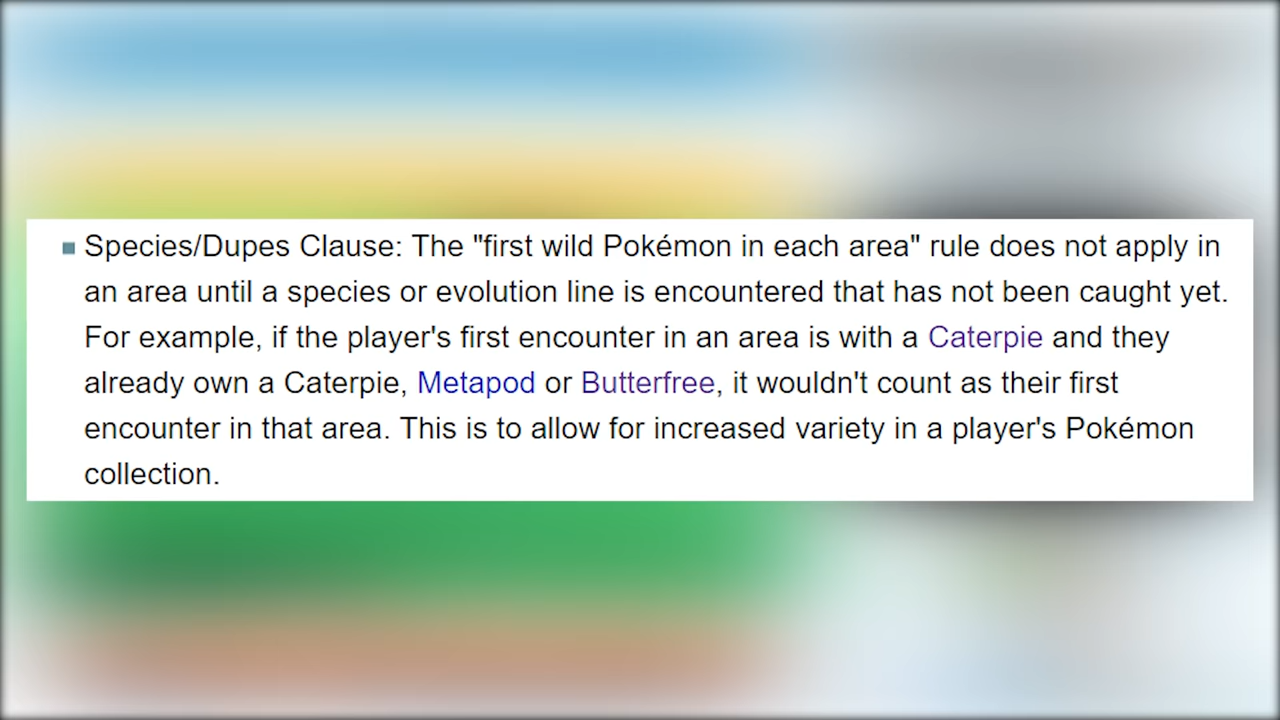 Species/Dupes Clause: The "first wild Pokémon in each area" rule does not apply in
an area until a species or evolution line is encountered that has not been caught yet.
For example, if the player's first encounter in an area is with a Caterpie and they
already own a Caterpie, Metapod or Butterfree, it wouldn't count as their first
encounter in that area. This is to allow for increased variety in a player's Pokémon
collection.